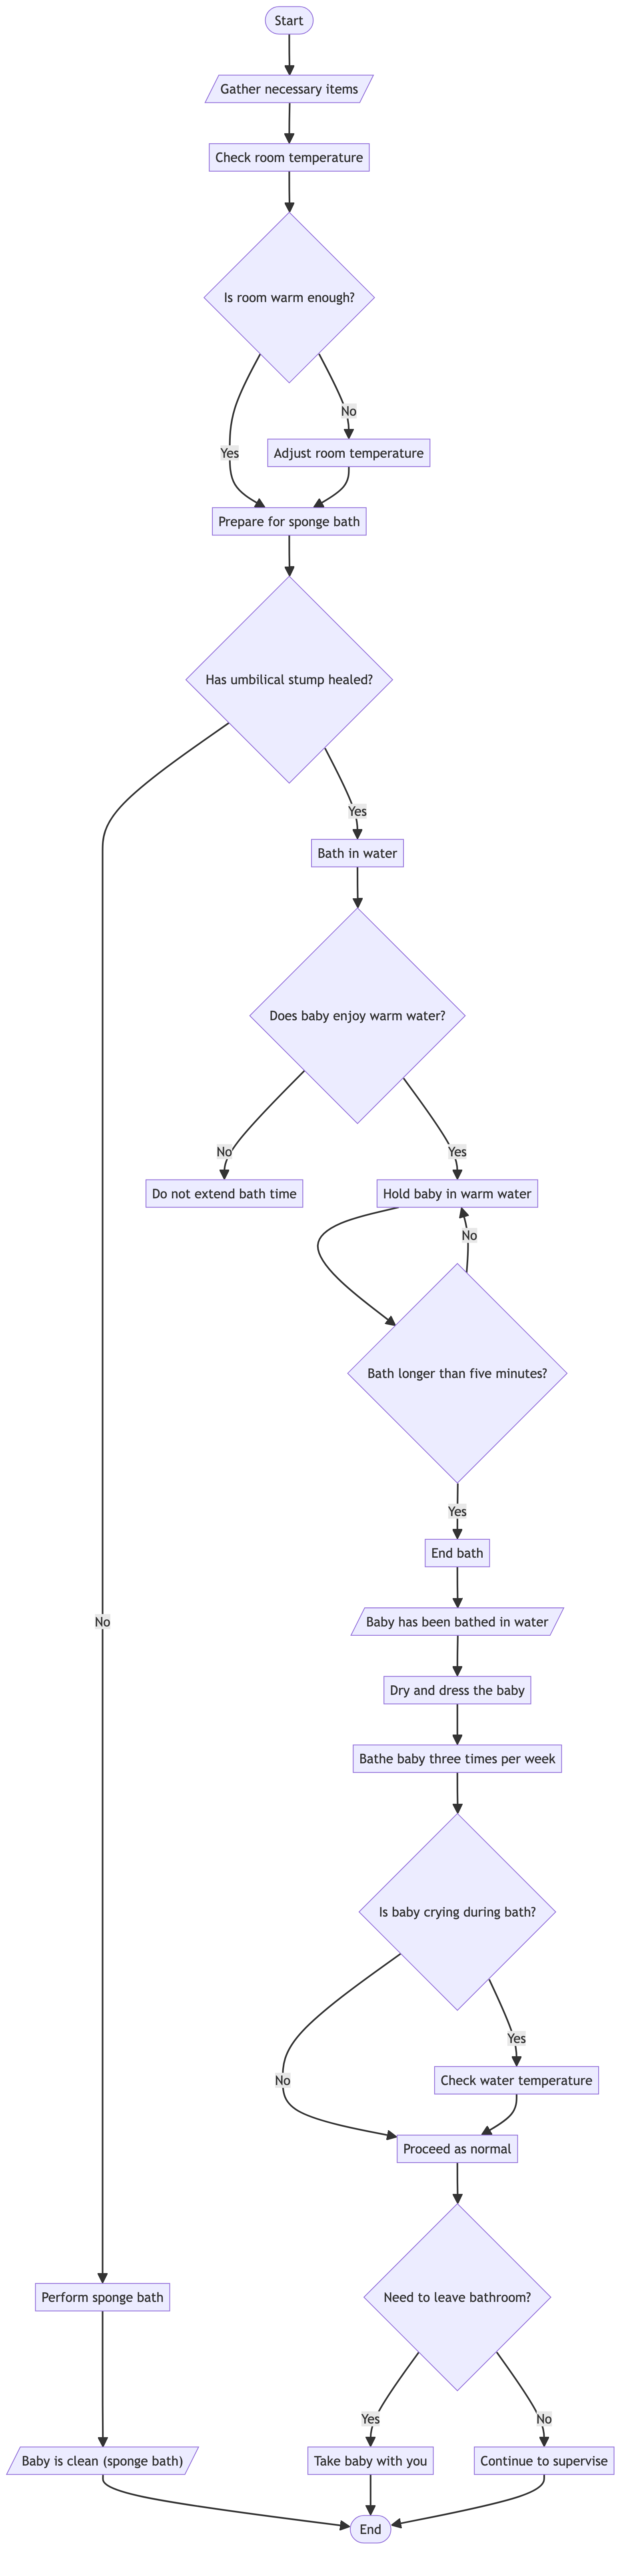 Start
Gather necessary items
Check room temperature
Is room warm enough?
No
Yes
Adjust room temperature
Prepare for sponge bath
Has umbilical stump healed?
Yes
Bath in water
Does baby enjoy warm water?
No
Yes
Do not extend bath time
Hold baby in warm water
No
Bath longer than five minutes?
Yes
End bath
No
Baby has been bathed in water
Dry and dress the baby
Bathe baby three times per week
Is baby crying during bath?
Yes
No
Check water temperature
Proceed as normal
Perform sponge bath
Need to leave bathroom?
Yes
No
Baby is clean (sponge bath)
Take baby with you
Continue to supervise
End